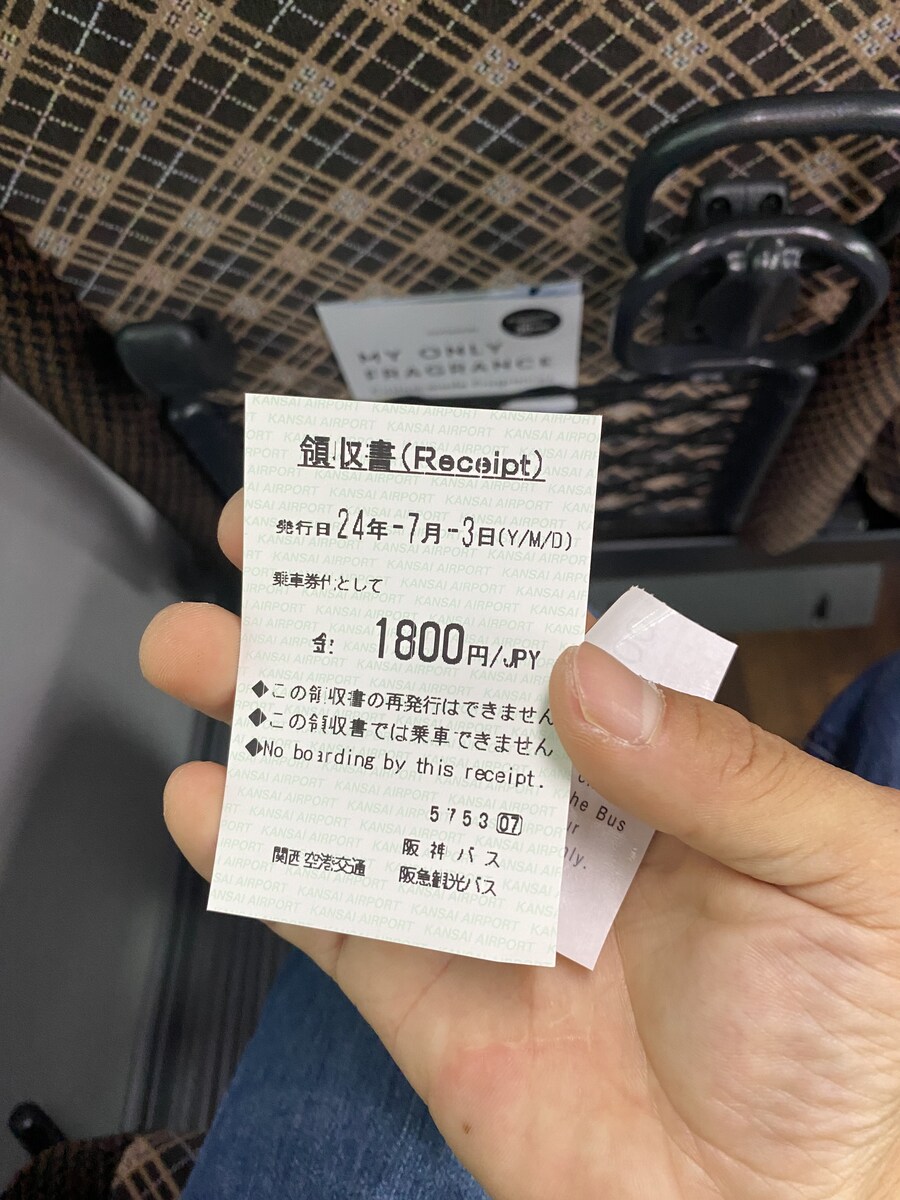 MY ONLY
FRAGRANCE
KANSAI AIRPORT
領収書(Receipt)
発行日 24年-7月-3日(Y/M/D)
乗車券代として
金 1800円/JPY
◆この領収書の再発行はできません
◆この領収書では乗車できません
◆No boarding by this receipt.
5753 07
阪神バス
関西空港交通 阪急観光バス
he Bus